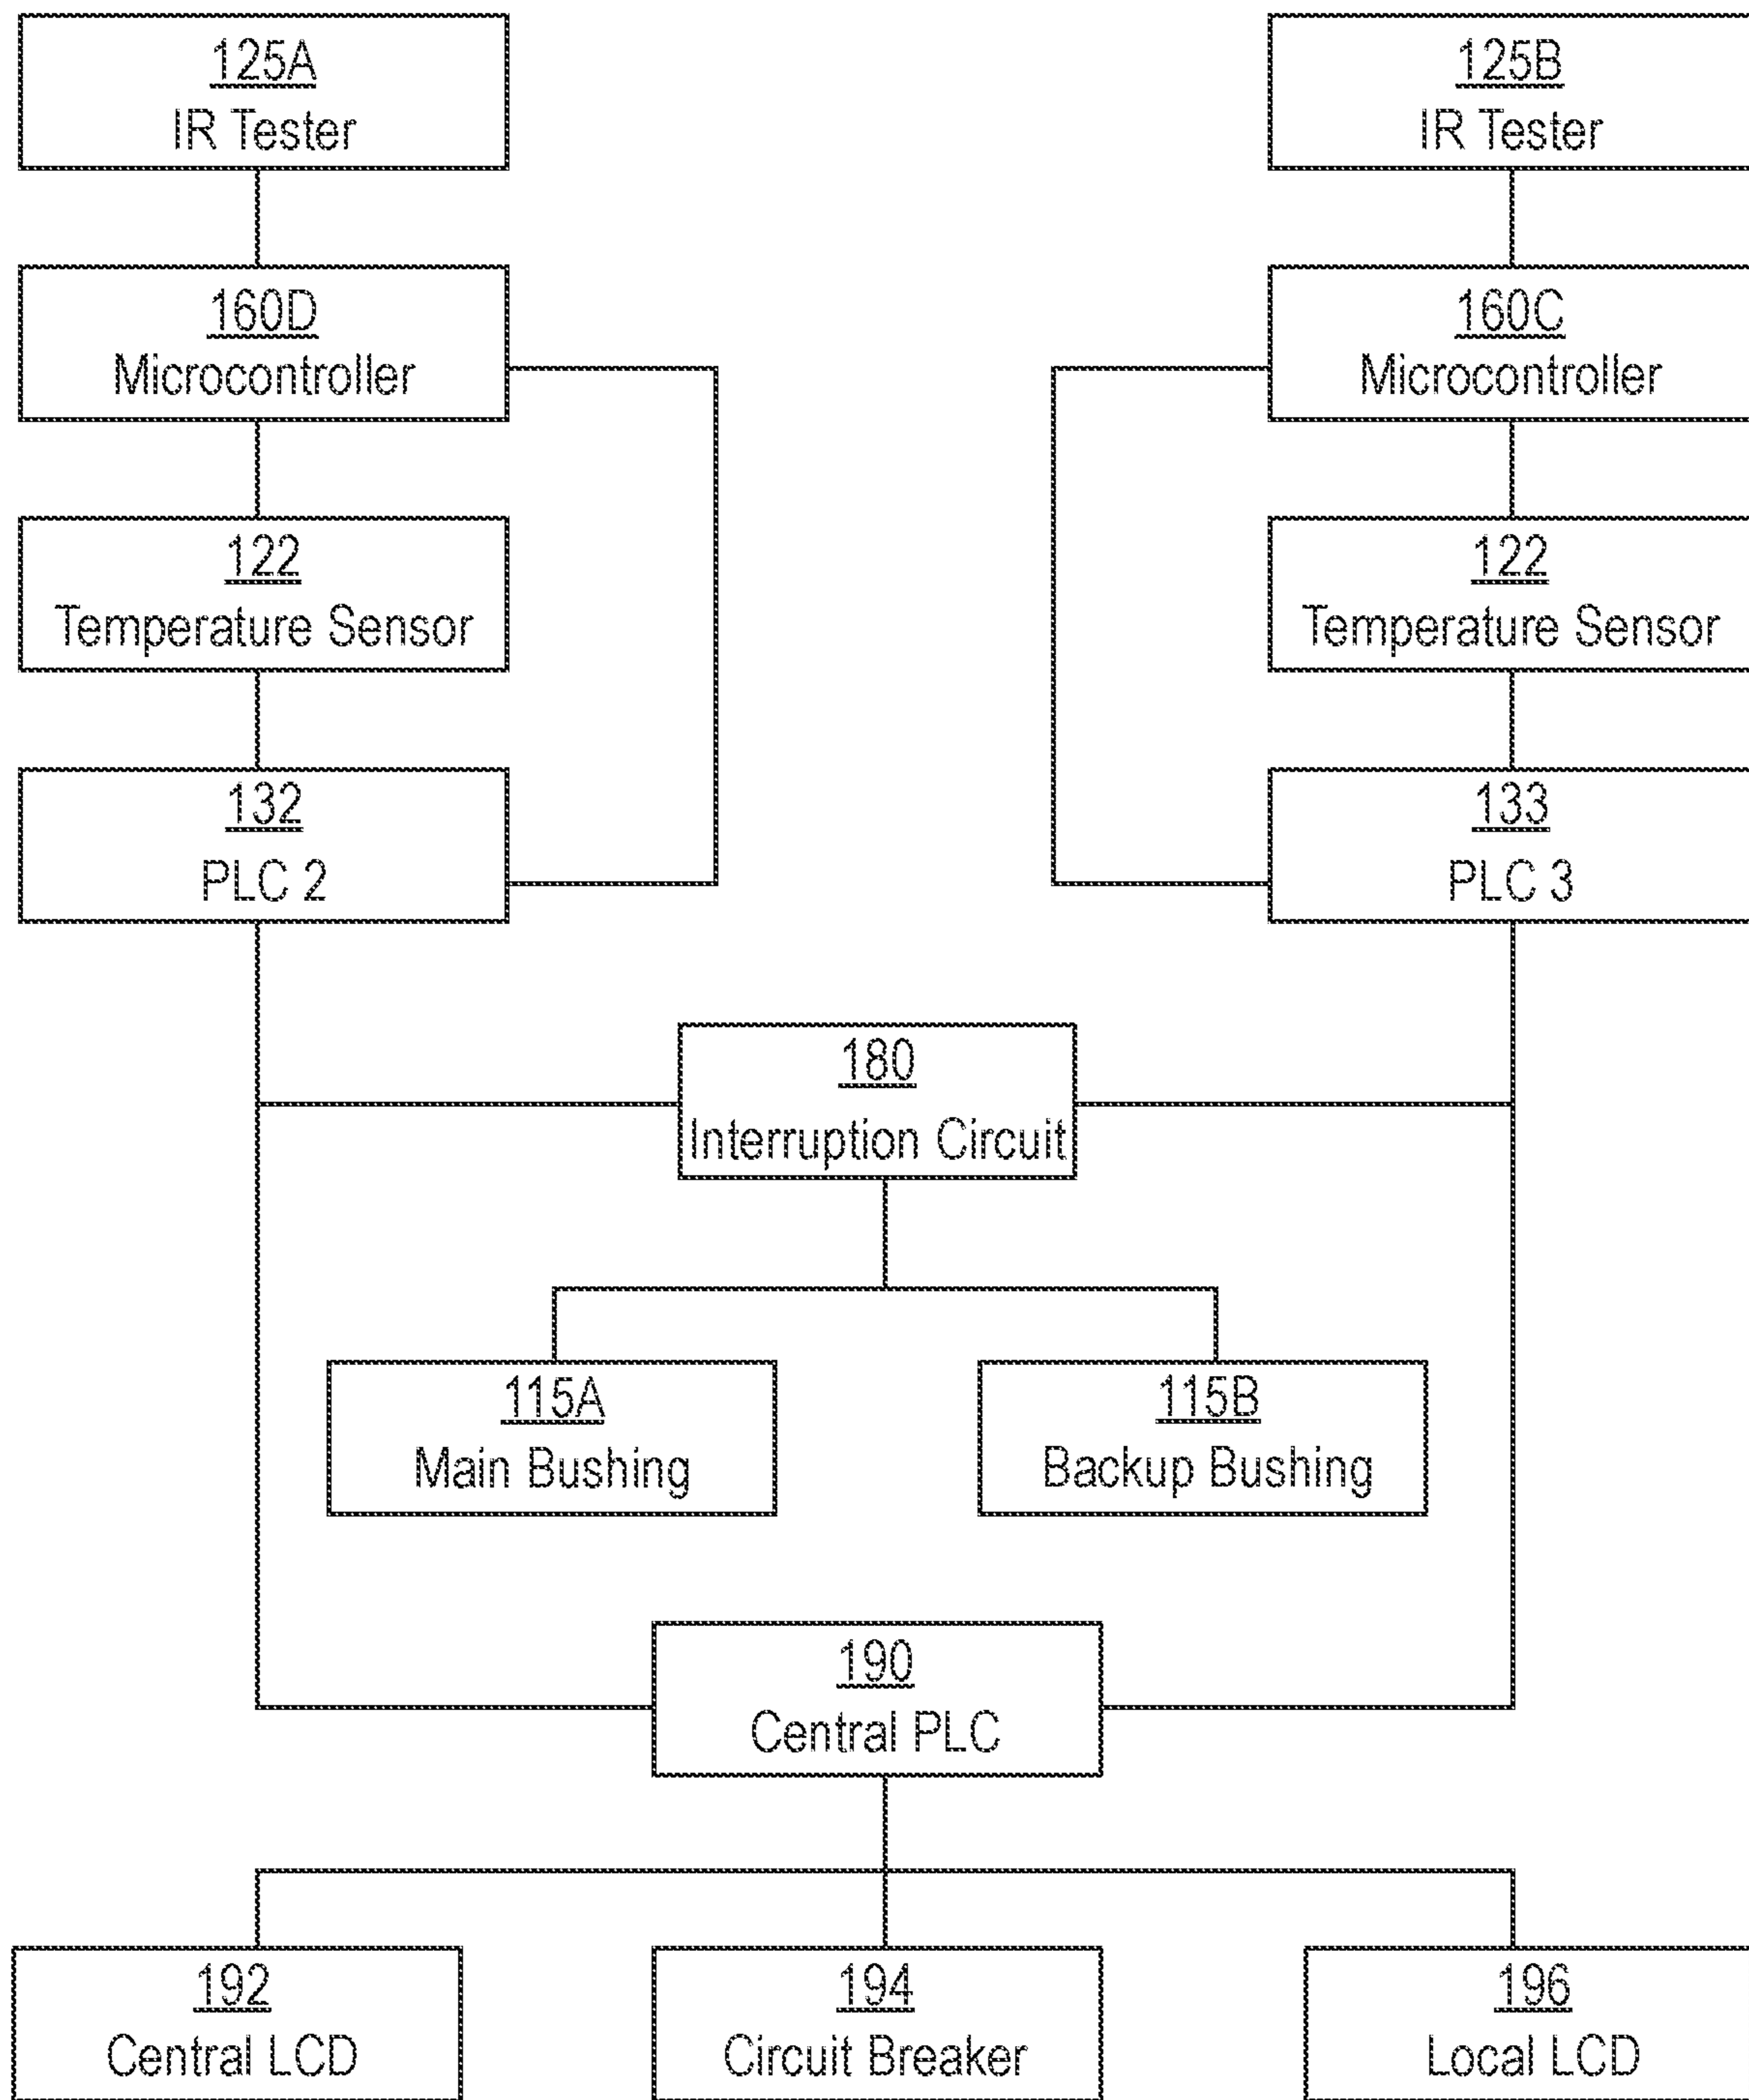 125A
IR Tester
125B
IR Tester
160D
Microcontroller
160C
Microcontroller
122
Temperature Sensor
122
Temperature Sensor
132
PLC 2
133
PLC 3
180
Interruption Circuit
115A
Main Bushing
115B
Backup Bushing
190
Central PLC
192
Central LCD
194
Circuit Breaker
196
Local LCD